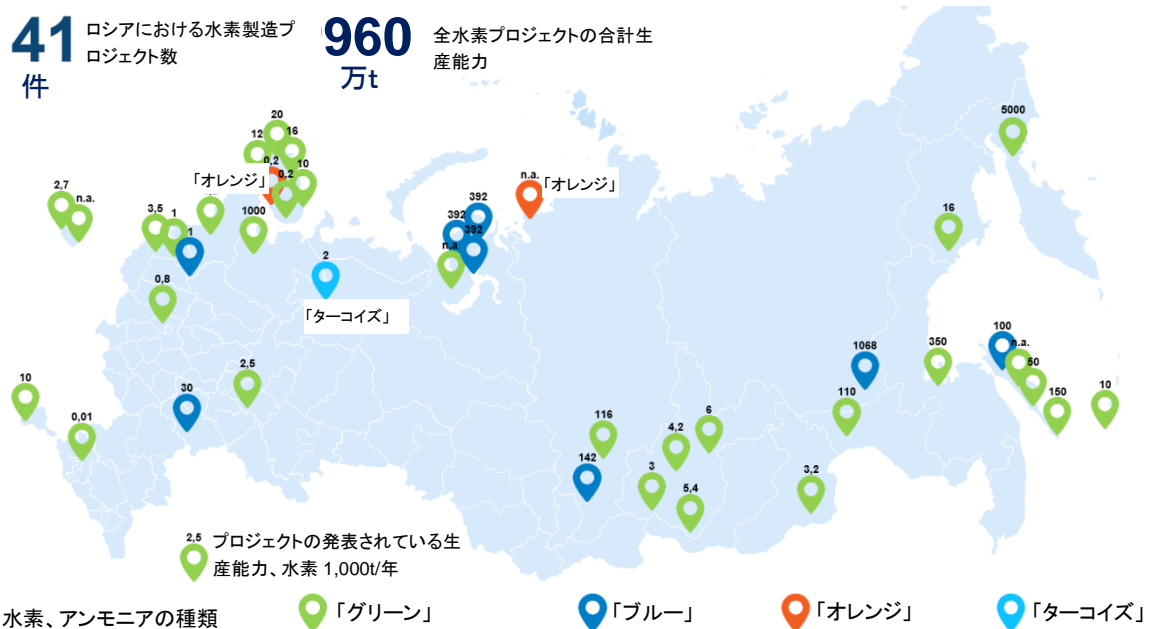 41
件
ロシアにおける水素製造プ
ロジェクト数
960
万t
全水素プロジェクトの合計生
産能力
20
12
16
0,2
「オレンジ」
0,2
10
2,7
n.a.
3,5
1
1
1000
n.a.
「オレンジ」
392
392
392
n.a.
2
「ターコイズ」
0,8
2,5
30
10
0,01
5000
16
100
n.a.
50
150
10
350
1068
110
116
142
6
4,2
3
5,4
3,2
2,5
プロジェクトの発表されている生
産能力、水素 1,000t/年
水素、アンモニアの種類
「グリーン」
「ブルー」
「オレンジ」
「ターコイズ」